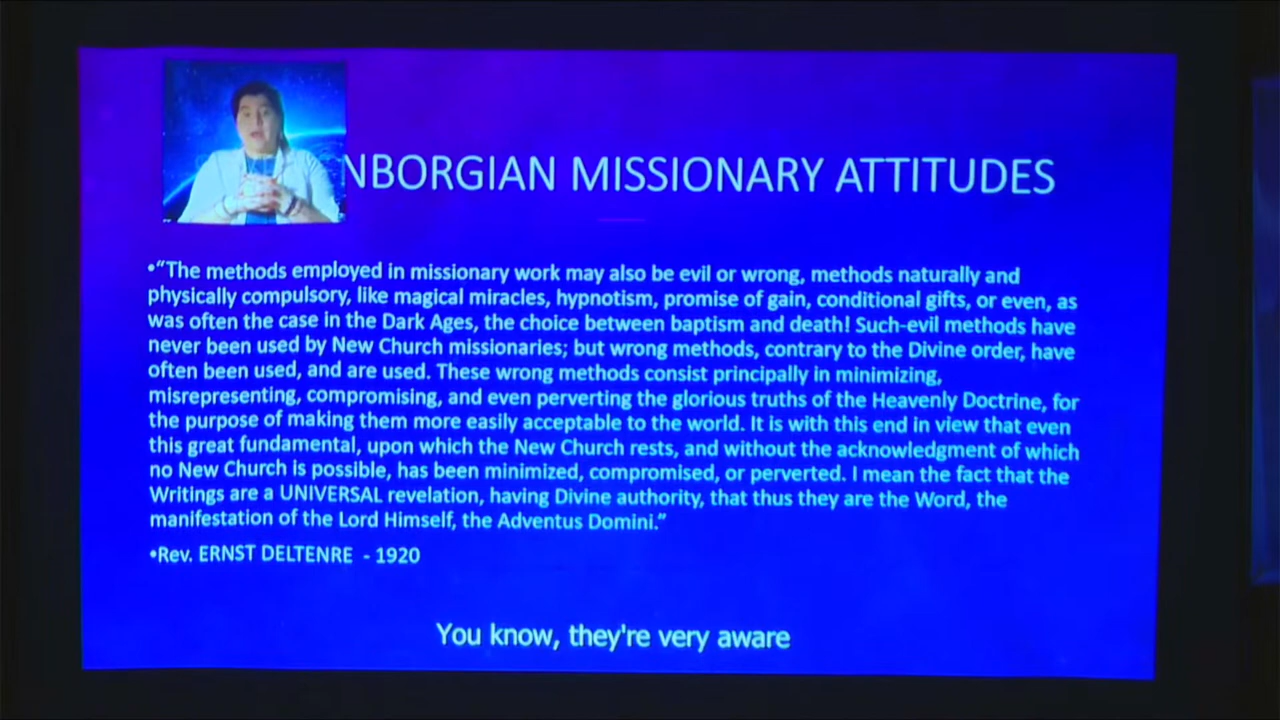 NBORGIAN MISSIONARY ATTITUDES
•"The methods employed in missionary work may also be evil or wrong, methods naturally and
physically compulsory, like magical miracles, hypnotism, promise of gain, conditional gifts, or even, as
was often the case in the Dark Ages, the choice between baptism and death! Such-evil methods have
never been used by New Church missionaries; but wrong methods, contrary to the Divine order, have
often been used, and are used. These wrong methods consist principally in minimizing,
misrepresenting, compromising, and even perverting the glorious truths of the Heavenly Doctrine, for
the purpose of making them more easily acceptable to the world. It is with this end in view that even
this great fundamental, upon which the New Church rests, and without the acknowledgment of which
no New Church is possible, has been minimized, compromised, or perverted. I mean the fact that the
Writings are a UNIVERSAL revelation, having Divine authority, that thus they are the Word, the
manifestation of the Lord Himself, the Adventus Domini."
•Rev. ERNST DELTENRE - 1920
You know, they're very aware